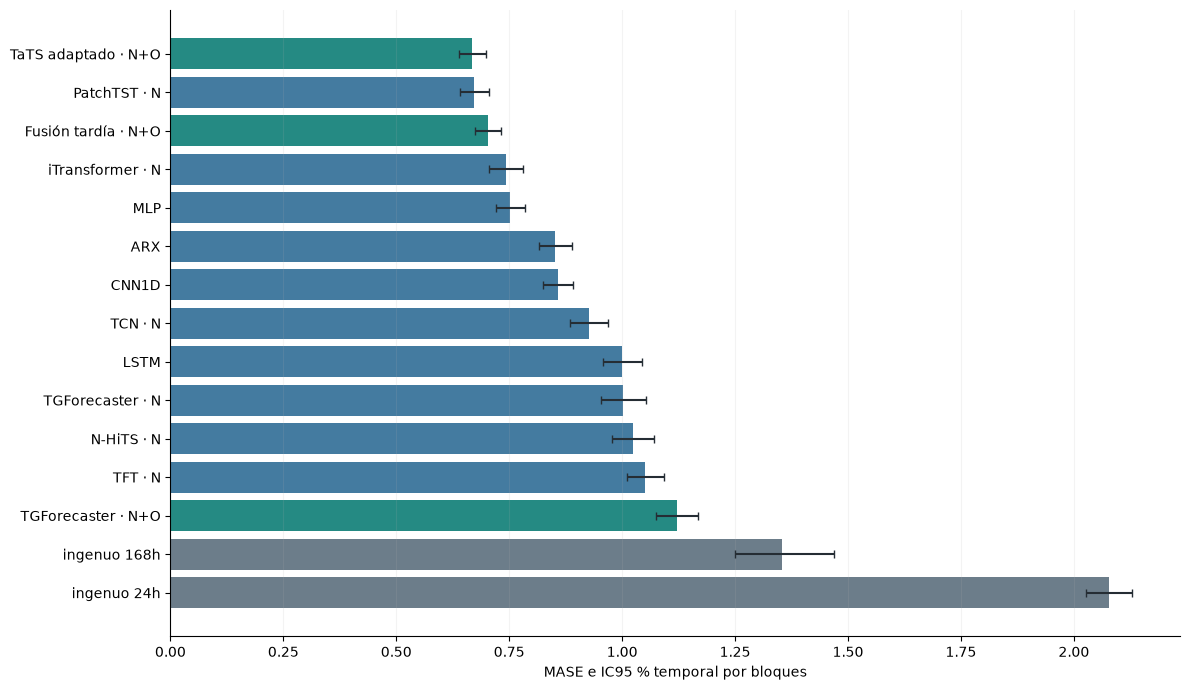 TaTS adaptado · N+O
PatchTST · N
Fusión tardía · N+O
iTransformer · N
MLP
ARX
CNN1D
TCN · N
LSTM
TGForecaster · N
N-HiTS · N
TFT · N
TGForecaster · N+O
ingenuo 168h
ingenuo 24h
0.00 0.25 0.50 0.75 1.00 1.25 1.50 1.75 2.00
MASE e IC95 % temporal por bloques